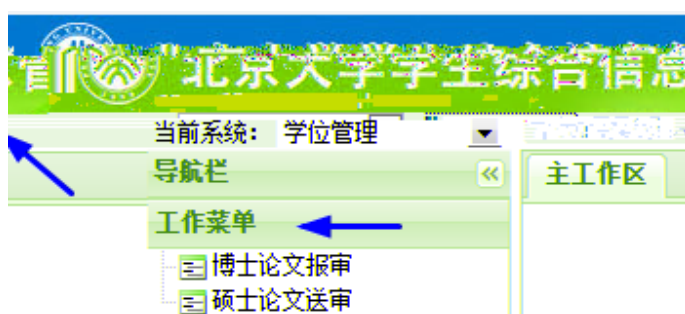 北京大学学生综合信息
当前系统： 学位管理
导航栏
主工作区
工作菜单
博士论文报审
硕士论文送审